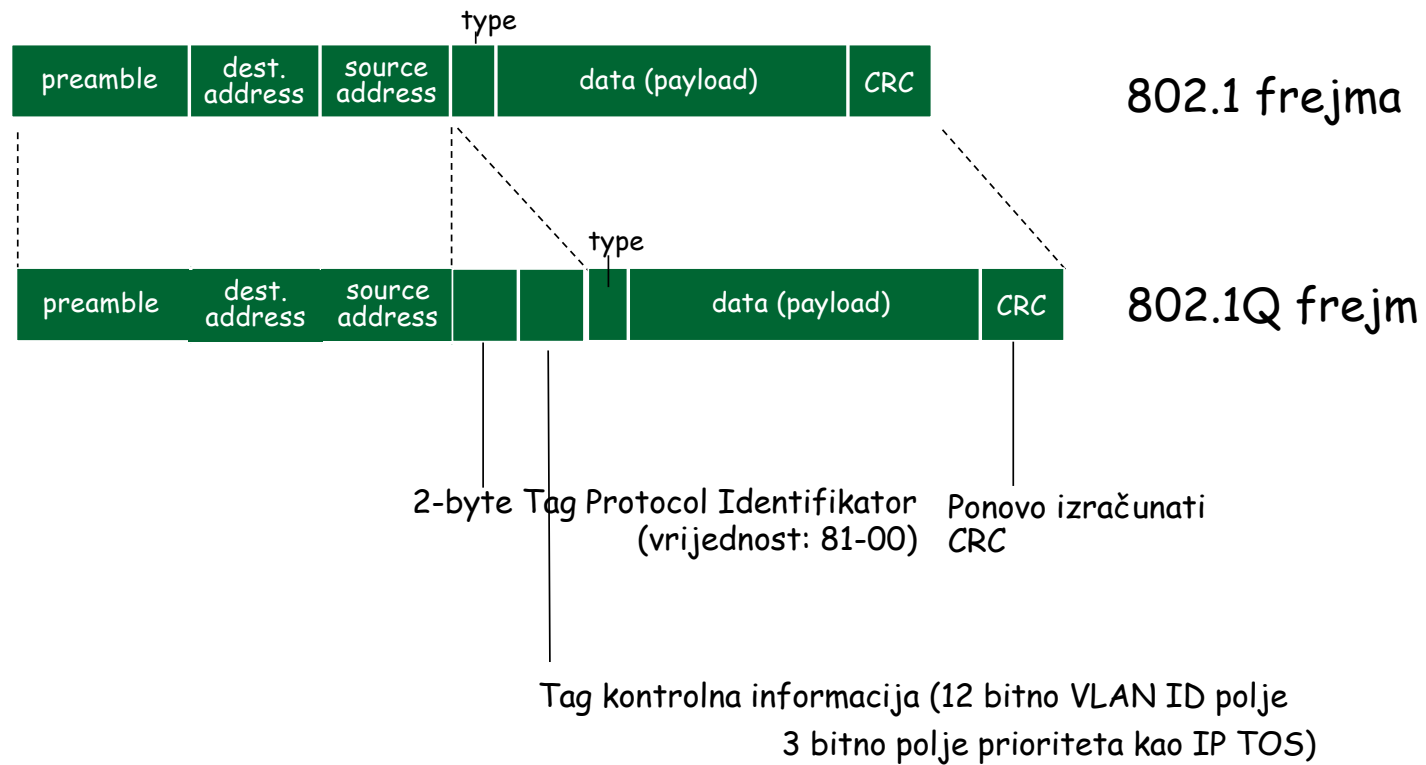 type
preamble
dest.
address
source
address
data (payload)
CRC
802.1 frejma
type
preamble
dest.
address
source
address
data (payload)
CRC
802.1Q frejm
2-byte Tag Protocol Identifikator
(vrijednost: 81-00)
Ponovo izračunati
CRC
Tag kontrolna informacija (12 bitno VLAN ID polje
3 bitno polje prioriteta kao IP TOS)